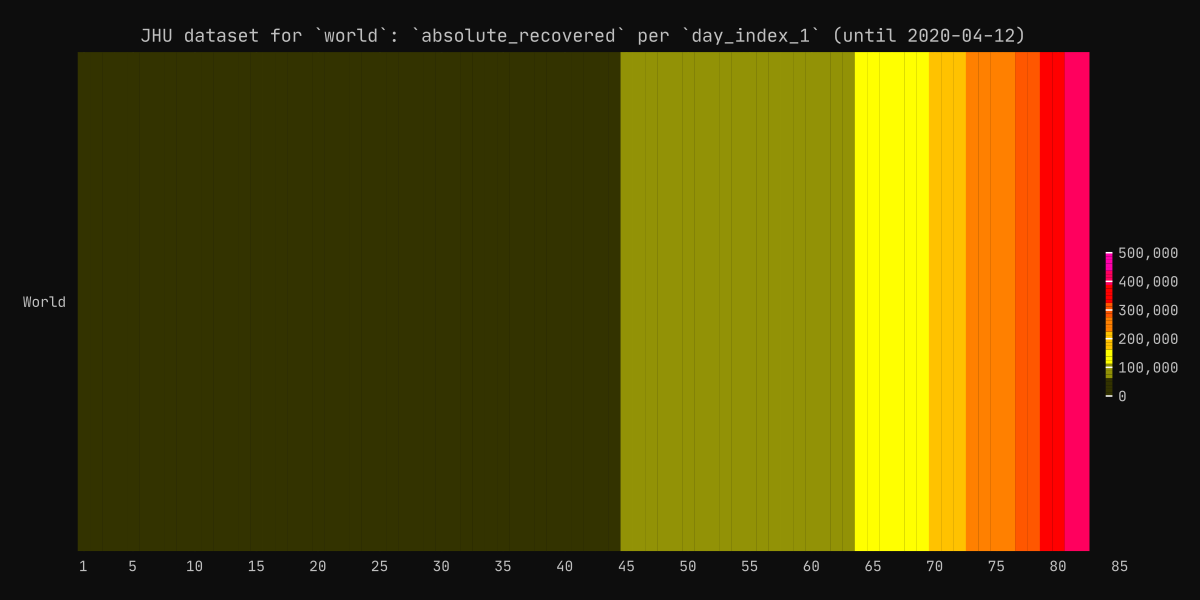 JHU dataset for `world`: `absolute_recovered` per `day_index_1` (until 2020-04-12)
500,000
400,000
World
300,000
200,000
100,000
0
1 5 10 15 20 25 30 35 40 45 50 55 60 65 70 75 80 85